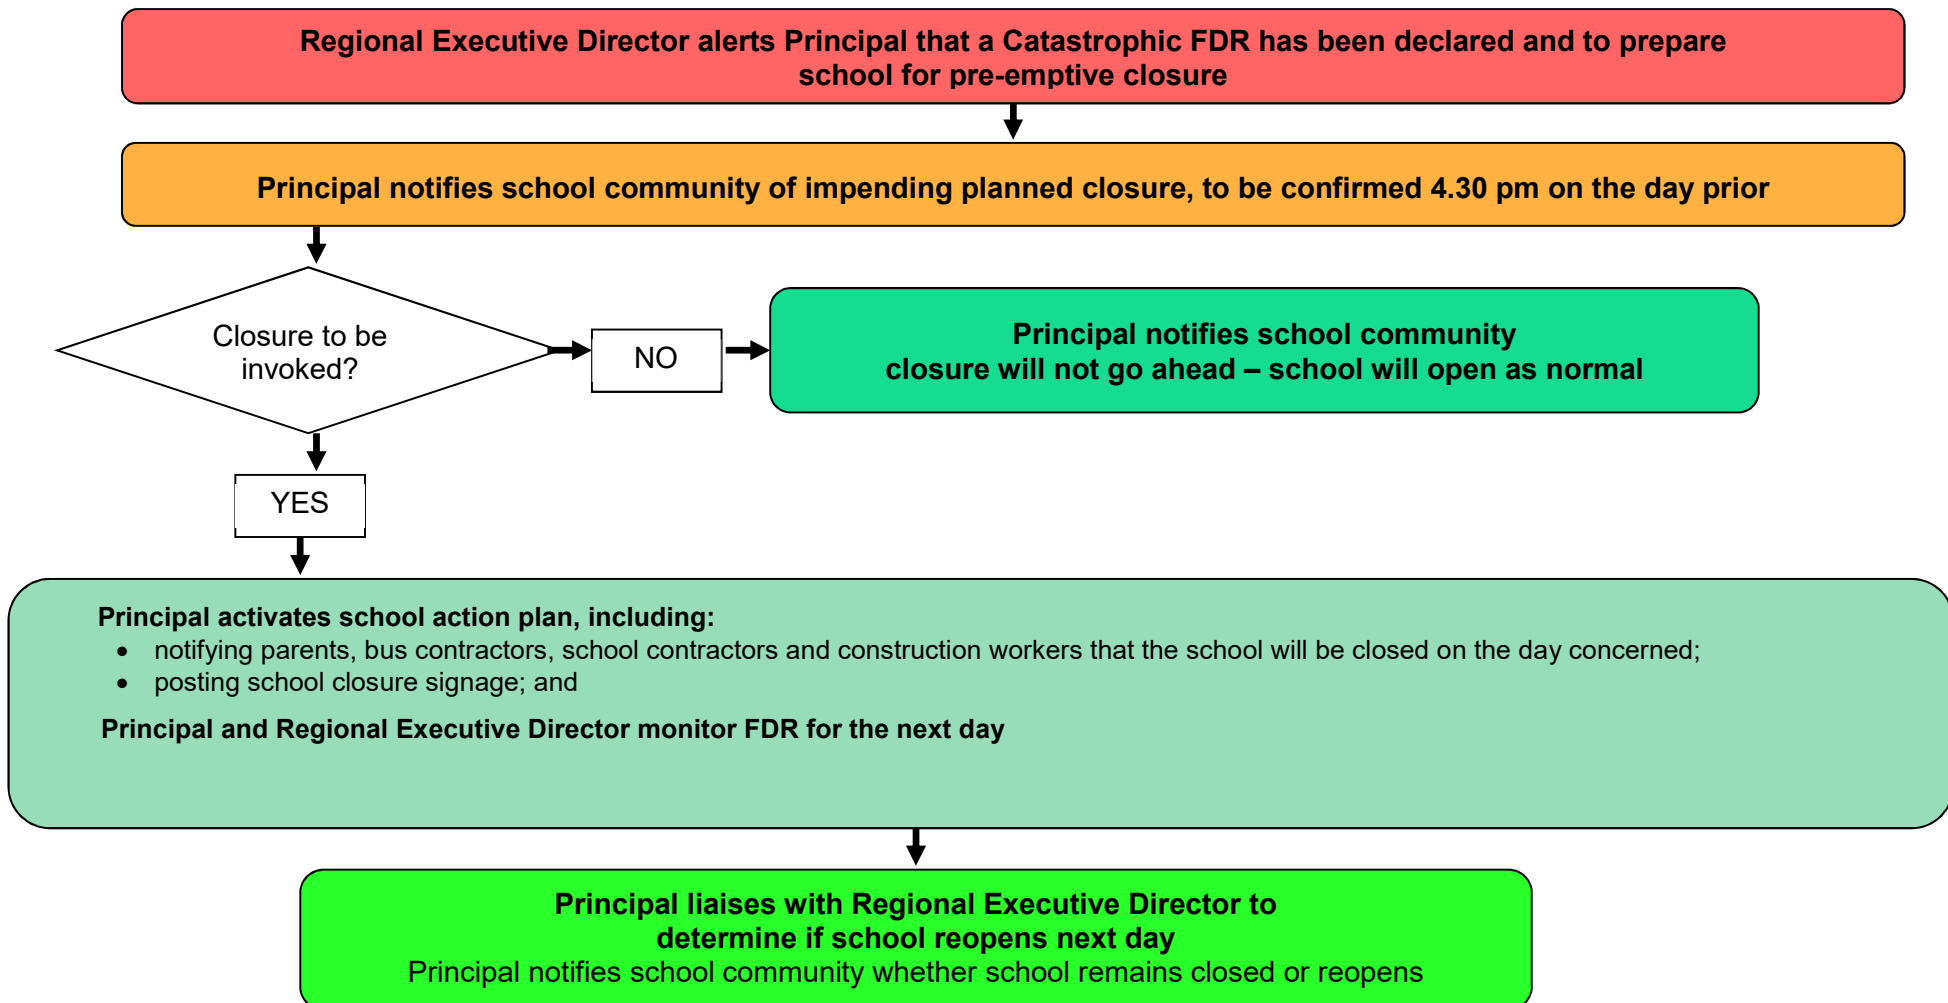 Regional Executive Director alerts Principal that a Catastrophic FDR has been declared and to prepare
school for pre-emptive closure
Principal notifies school community of impending planned closure, to be confirmed 4.30 pm on the day prior
Closure to be
invoked?
NO
Principal notifies school community
closure will not go ahead – school will open as normal
YES
Principal activates school action plan, including:
• notifying parents, bus contractors, school contractors and construction workers that the school will be closed on the day concerned;
• posting school closure signage; and
Principal and Regional Executive Director monitor FDR for the next day
Principal liaises with Regional Executive Director to
determine if school reopens next day
Principal notifies school community whether school remains closed or reopens